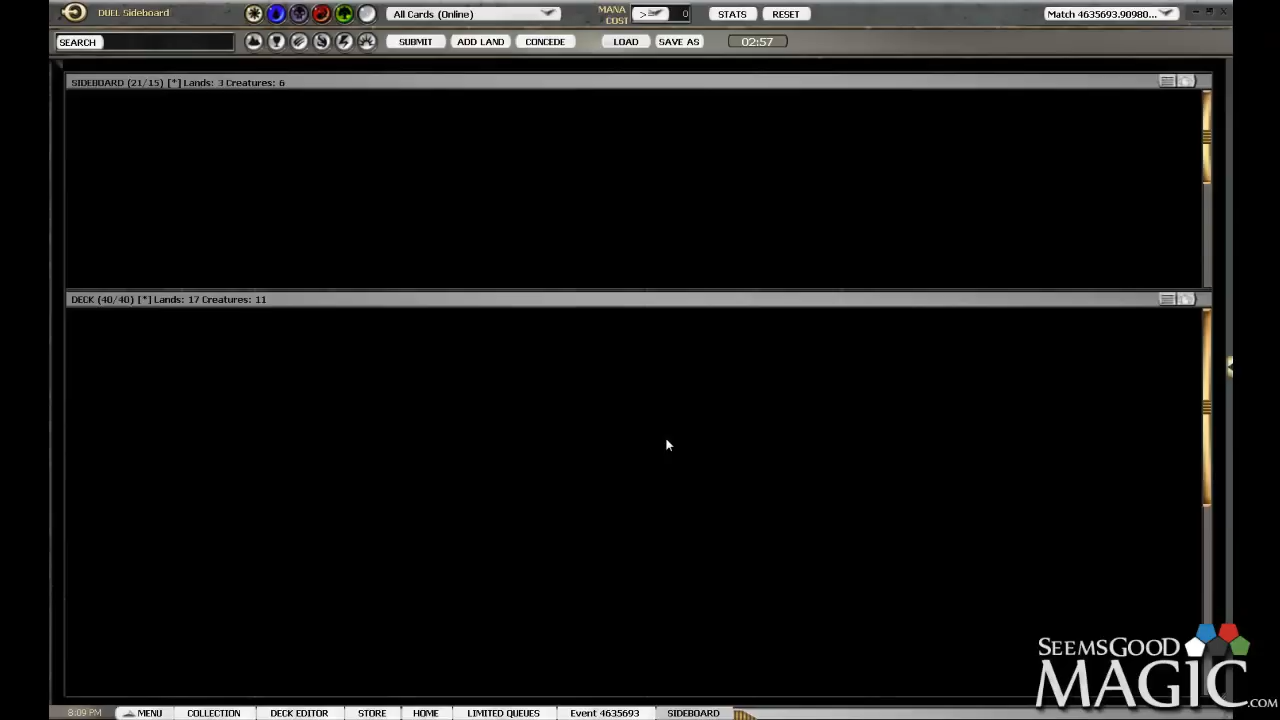 DUEL Sideboard
All Cards (Online)
MANA COST
>
0
STATS
RESET
Match 4635693.90980...
SEARCH
SUBMIT
ADD LAND
CONCEDE
LOAD
SAVE AS
02:57
SIDEBOARD (21/15) [*] Lands: 3 Creatures: 6
DECK (40/40) [*] Lands: 17 Creatures: 11
SEEMSGOOD
MAGIC.COM
8:09 PM
MENU
COLLECTION
DECK EDITOR
STORE
HOME
LIMITED QUEUES
Event 4635693
SIDEBOARD